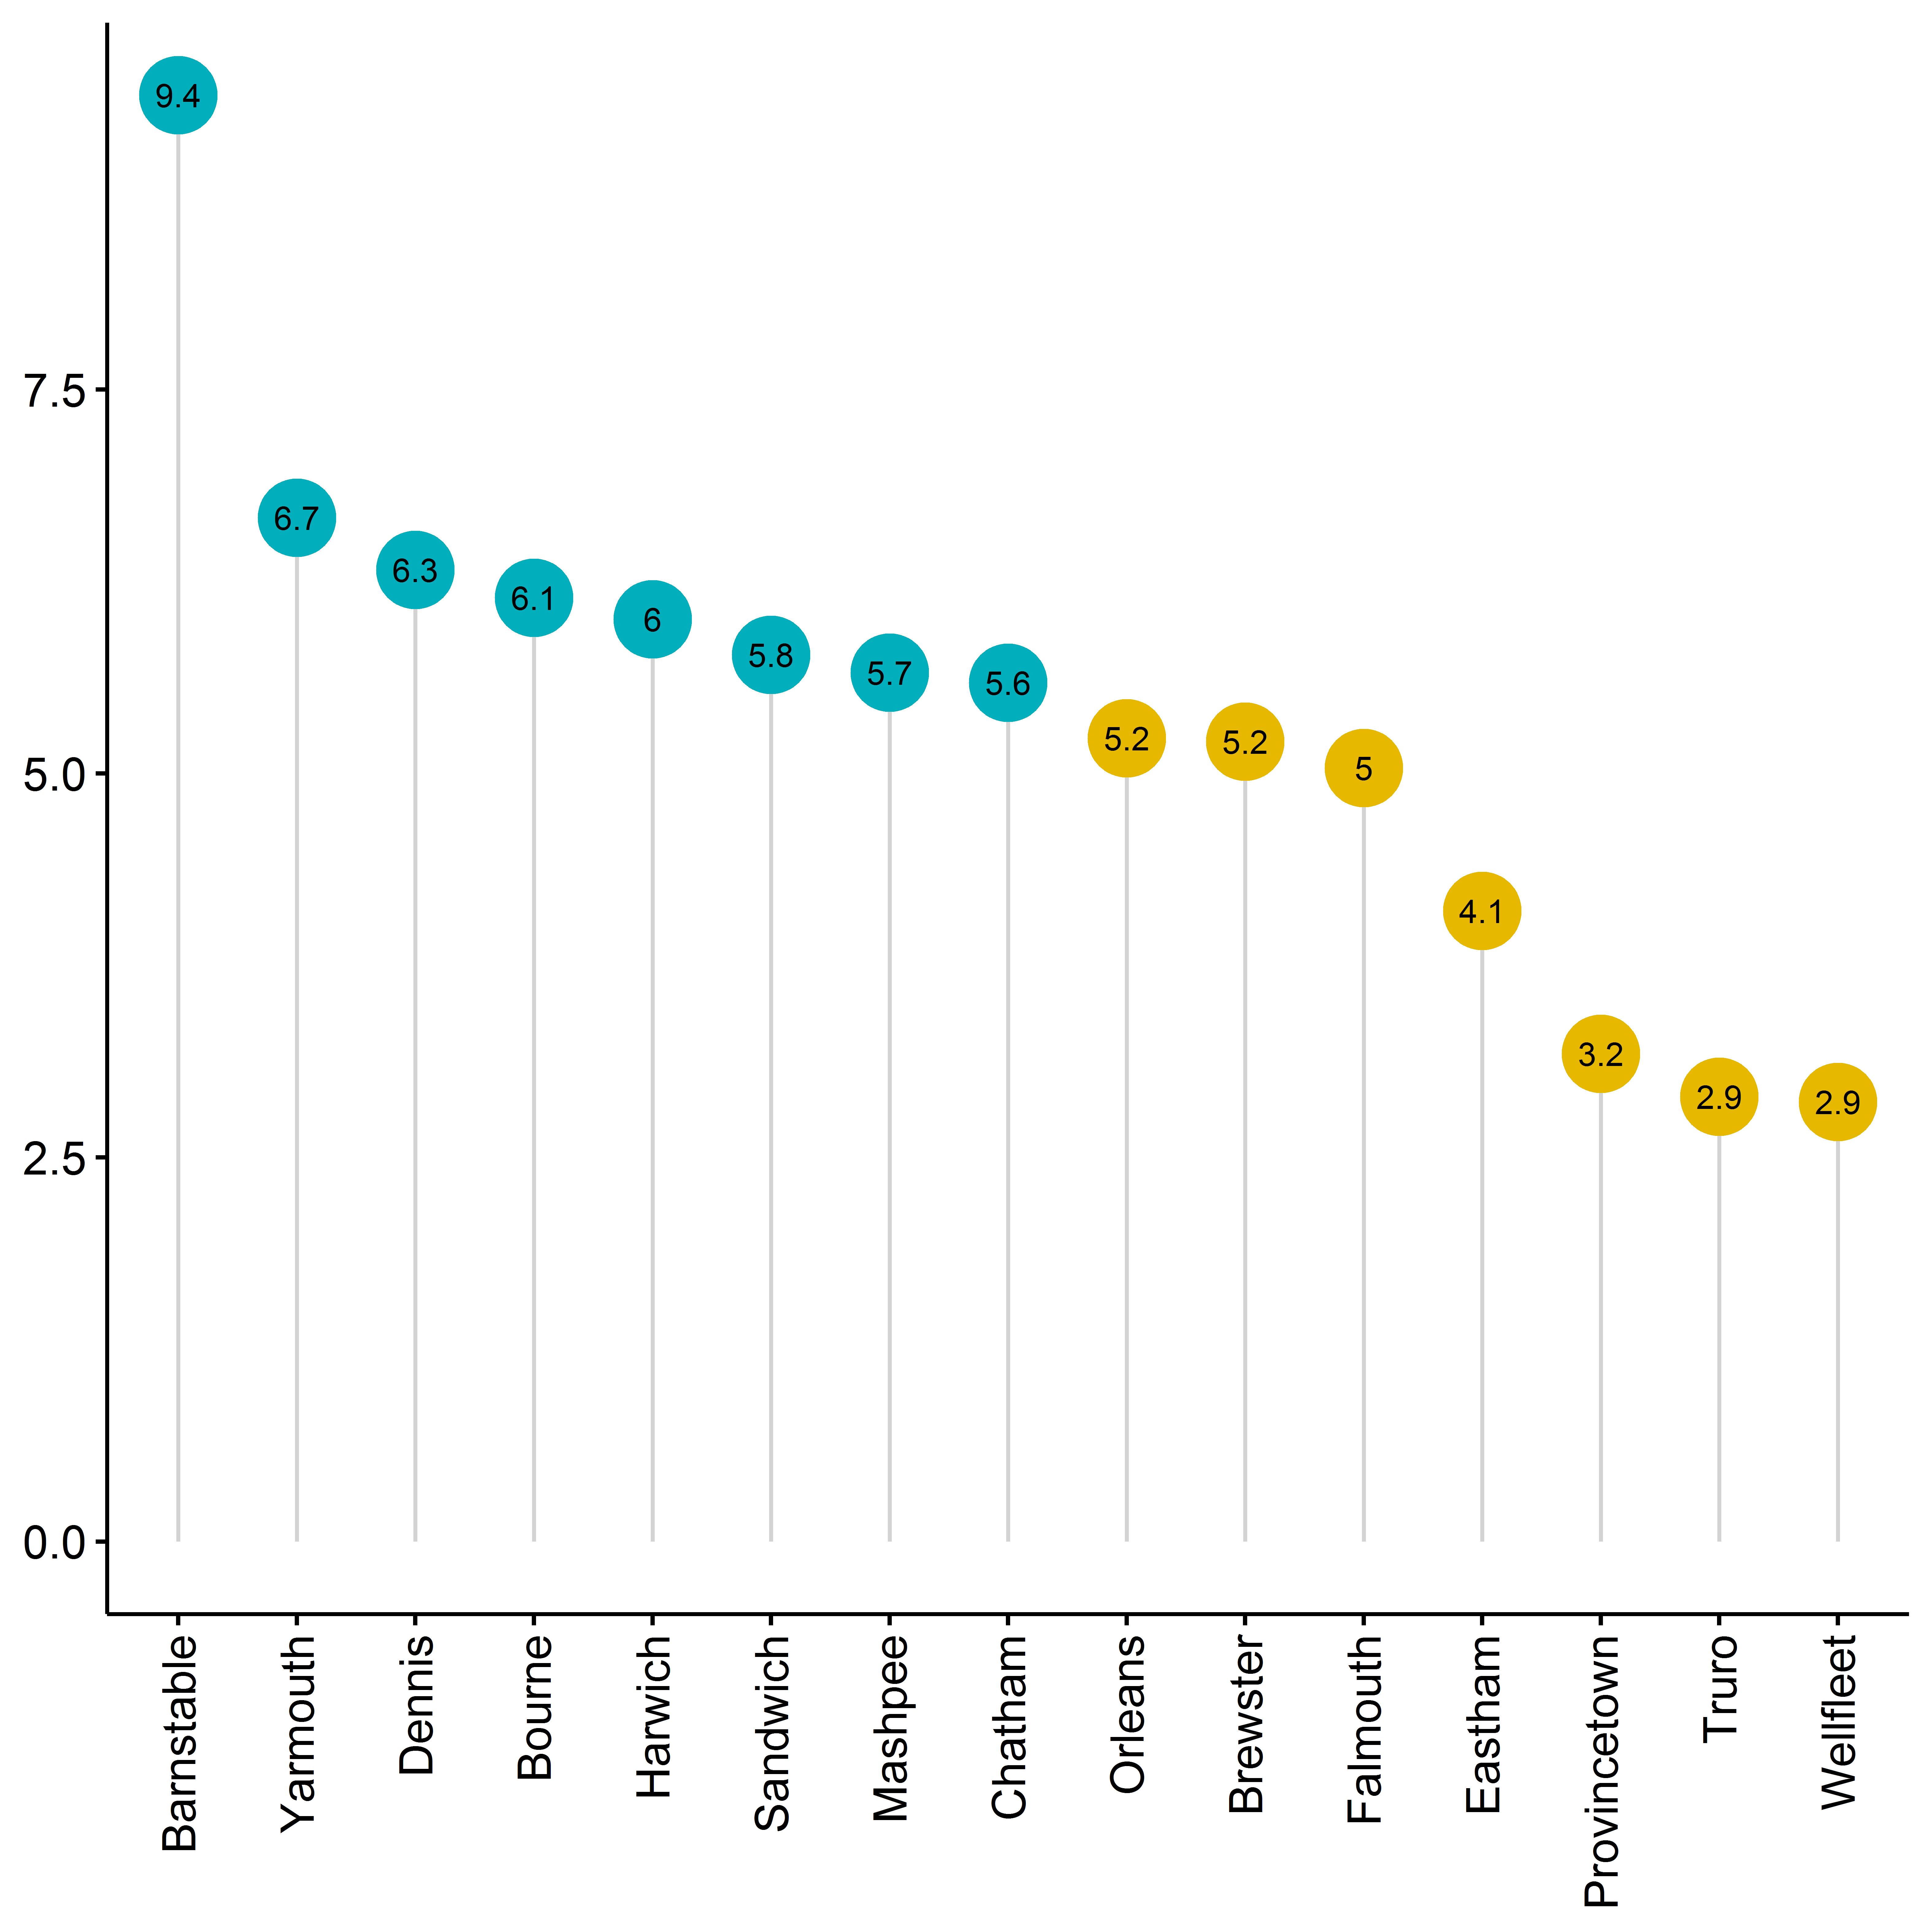 9.4
7.5
6.7
6.3
6.1
6
5.8
5.7
5.6
5.2
5.2
5
5.0
4.1
3.2
2.9
2.9
2.5
0.0
Barnstable
Yarmouth
Dennis
Bourne
Harwich
Sandwich
Mashpee
Chatham
Orleans
Brewster
Falmouth
Eastham
Provincetown
Truro
Wellfleet